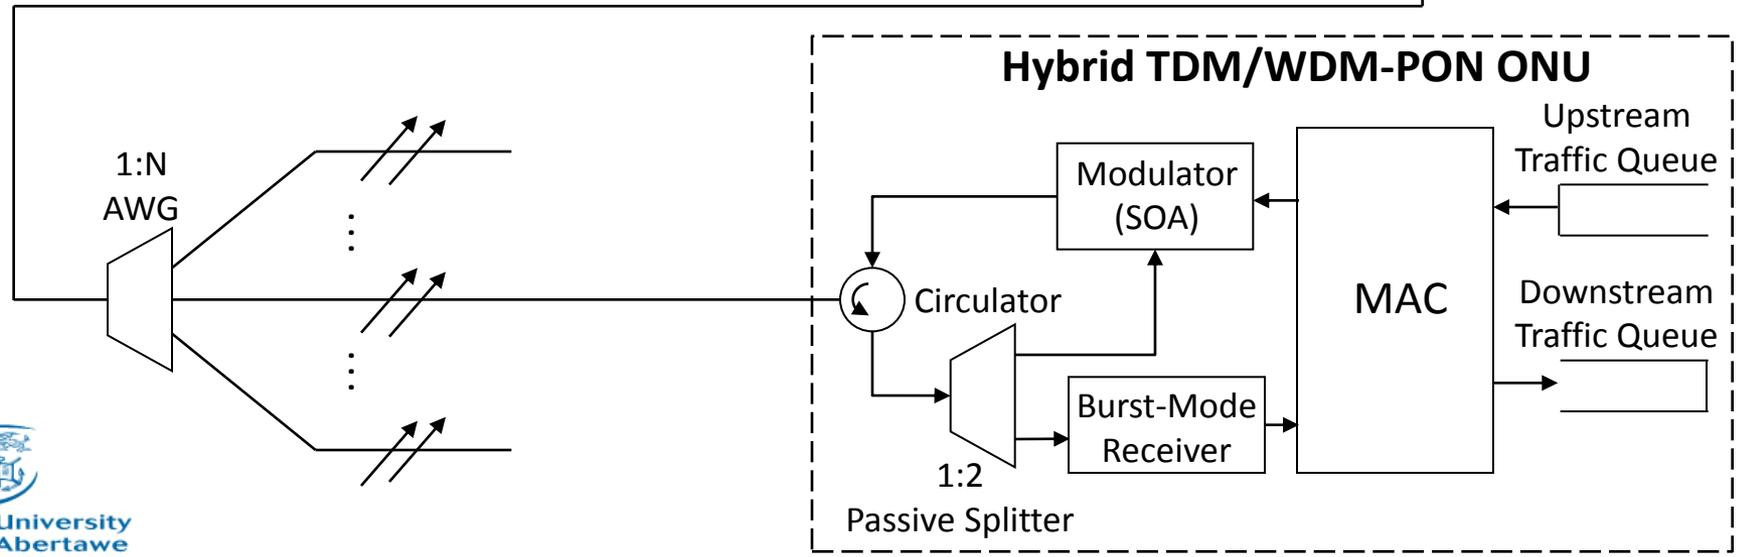 Hybrid TDM/WDM-PON ONU
Upstream
Traffic Queue
1:N
AWG
Modulator
(SOA)
Circulator
MAC
Downstream
Traffic Queue
Burst-Mode
Receiver
1:2
Passive Splitter
University
Abertawe